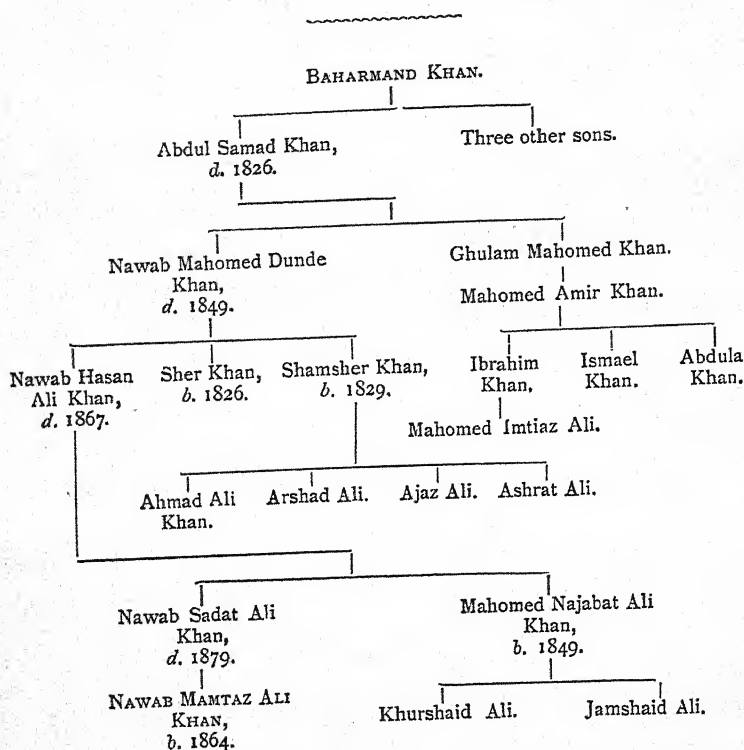 BAHARMAND KHAN.
Abdul Samad Khan,
d. 1826.
Three other sons.
Nawab Mahomed Dunde
Khan,
d. 1849.
Ghulam Mahomed Khan.
Mahomed Amir Khan.
Nawab Hasan
Ali Khan,
d. 1867.
Sher Khan,
b. 1826.
Shamsher Khan,
b. 1829.
Ibrahim
Khan,
Ismael
Khan.
Abdula
Khan.
Mahomed Imtiaz Ali.
Ahmad Ali
Khan.
Arshad Ali.
Ajaz Ali.
Ashrat Ali.
Nawab Sadat Ali
Khan,
d. 1879.
Mahomed Najabat Ali
Khan,
b. 1849.
NAWAB MAMTAZ ALI
KHAN,
b. 1864.
Khurshaid Ali.
Jamshaid Ali.